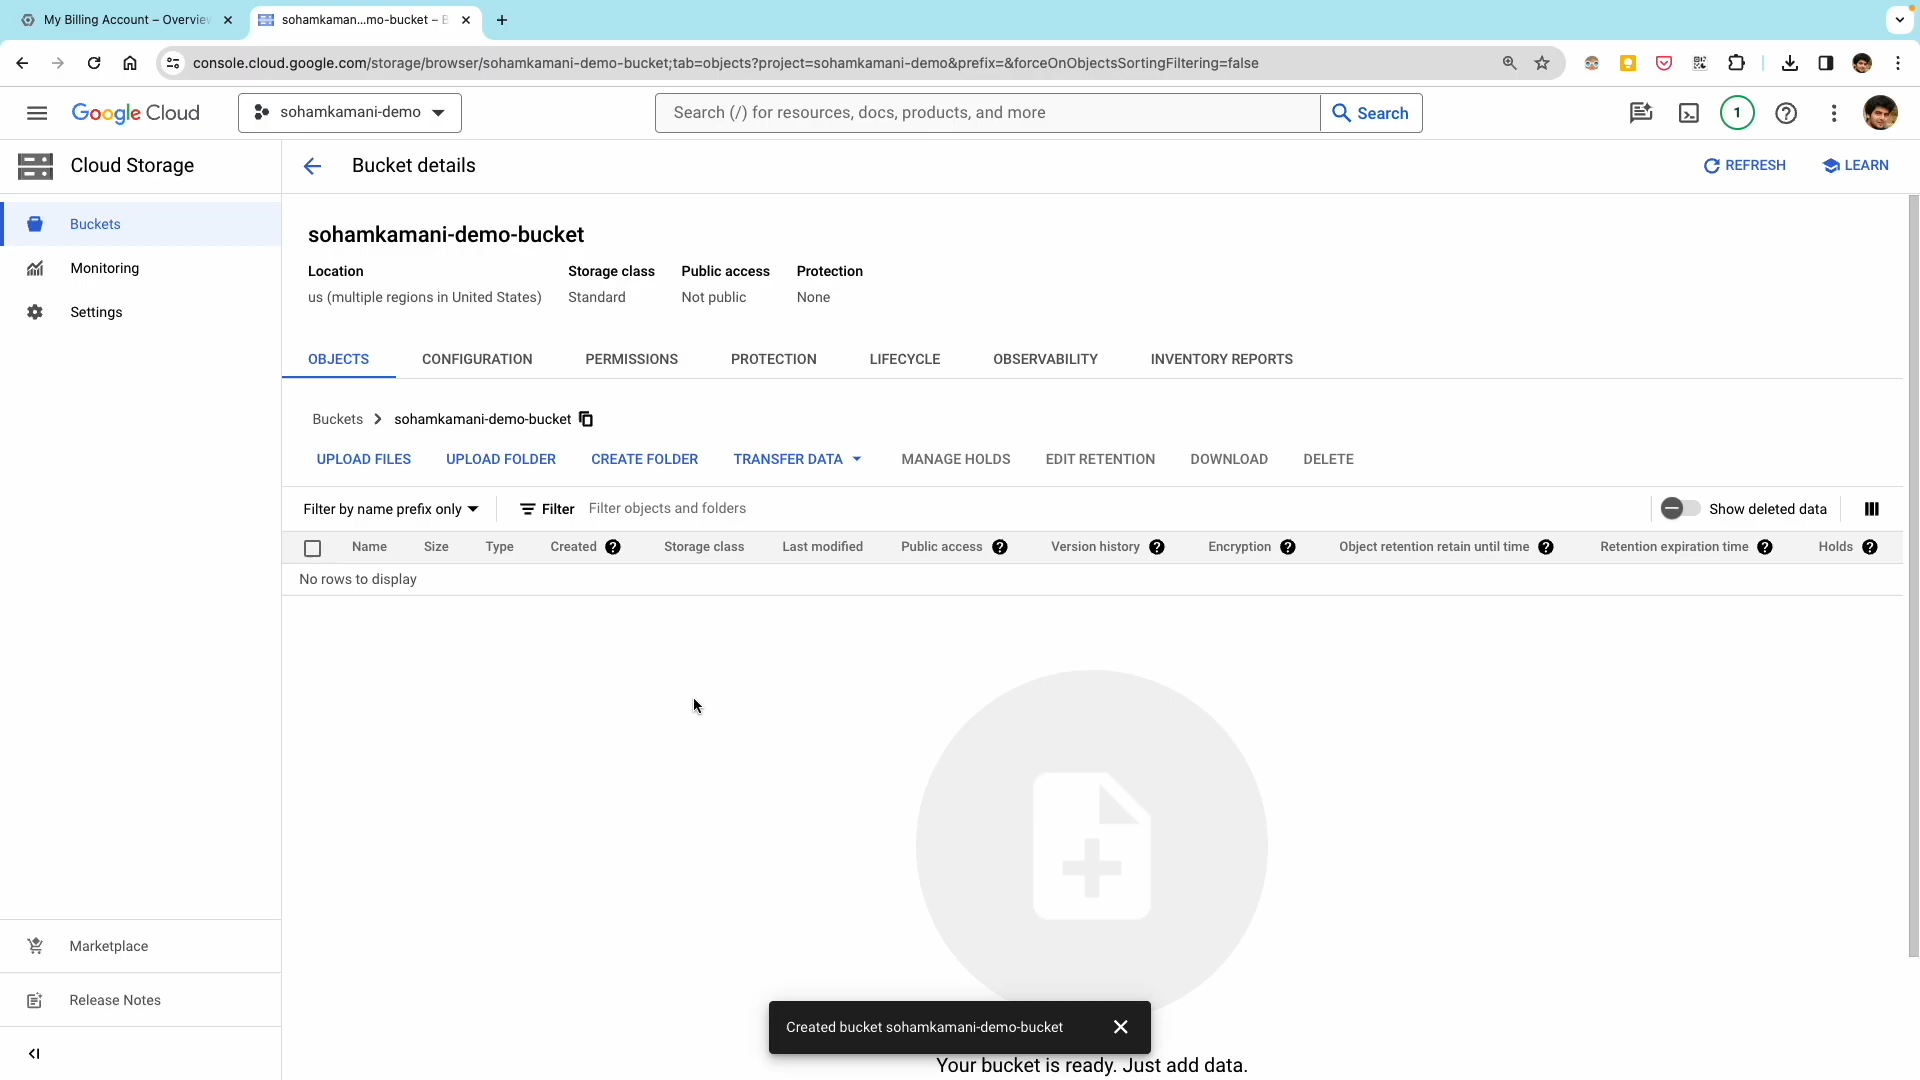 My Billing Account – Overview
sohamkaman...mo-bucket – B
console.cloud.google.com/storage/browser/sohamkamani-demo-bucket;tab=objects?project=sohamkamani-demo&prefix=&forceOnObjectsSortingFiltering=false
Google Cloud
sohamkamani-demo
Search (/) for resources, docs, products, and more
Search
1
Cloud Storage
Bucket details
REFRESH
LEARN
Buckets
Monitoring
Settings
Marketplace
Release Notes
sohamkamani-demo-bucket
Location Storage class Public access Protection
us (multiple regions in United States) Standard Not public None
OBJECTS CONFIGURATION PERMISSIONS PROTECTION LIFECYCLE OBSERVABILITY INVENTORY REPORTS
Buckets > sohamkamani-demo-bucket
UPLOAD FILES UPLOAD FOLDER CREATE FOLDER TRANSFER DATA MANAGE HOLDS EDIT RETENTION DOWNLOAD DELETE
Filter by name prefix only Filter Filter objects and folders Show deleted data
Name Size Type Created Storage class Last modified Public access Version history Encryption Object retention retain until time Retention expiration time Holds
No rows to display
Created bucket sohamkamani-demo-bucket
Your bucket is ready. Just add data.